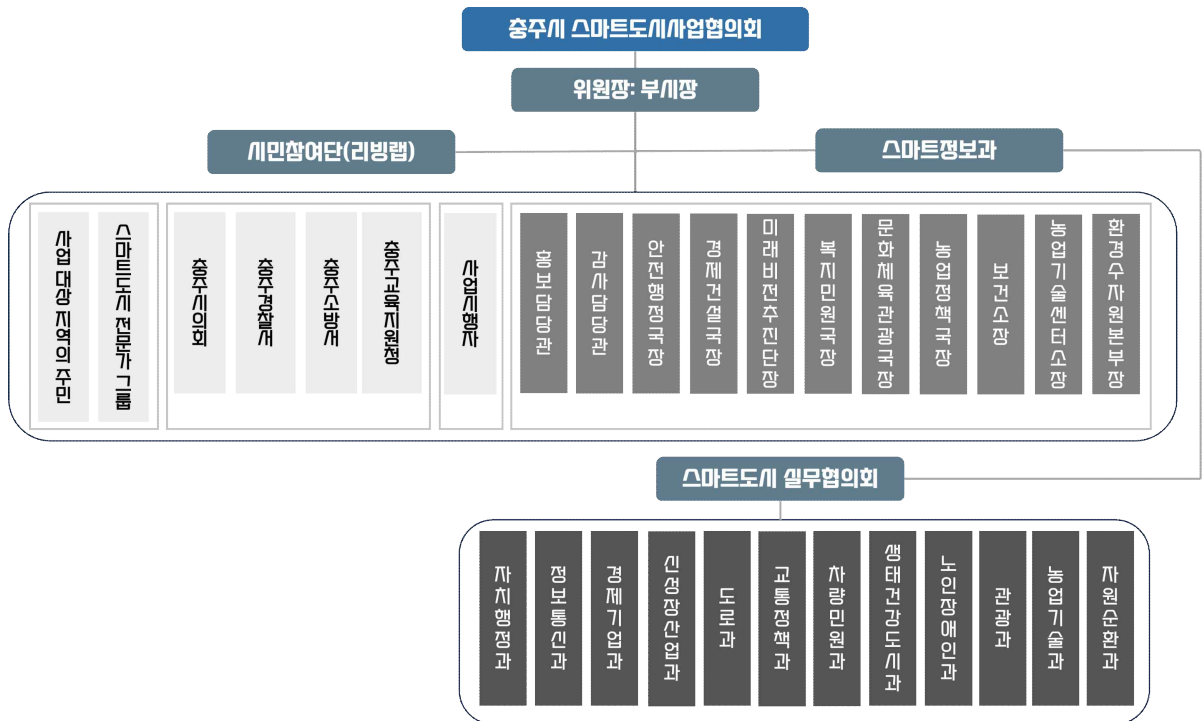 충주시 스마트도시사업협의회
위원장: 부시장
시민참여단(리빙랩)
스마트정보과
사업 대상 지역의 주민
스마트도시 전문가 그룹
충주시의회
충주경찰서
충주소방서
충주교육지원청
사업시행자
홍보담당관
감사담당관
안전행정국장
경제건설국장
미래비전추진단장
복지민원국장
문화체육관광국장
농업정책국장
보건소장
농업기술센터소장
환경수자원본부장
스마트도시 실무협의회
자치행정과
정보통신과
경제기업과
신성장산업과
도로과
교통정책과
차량민원과
생태건강도시과
노인장애인과
관광과
농업기술과
자원순환과